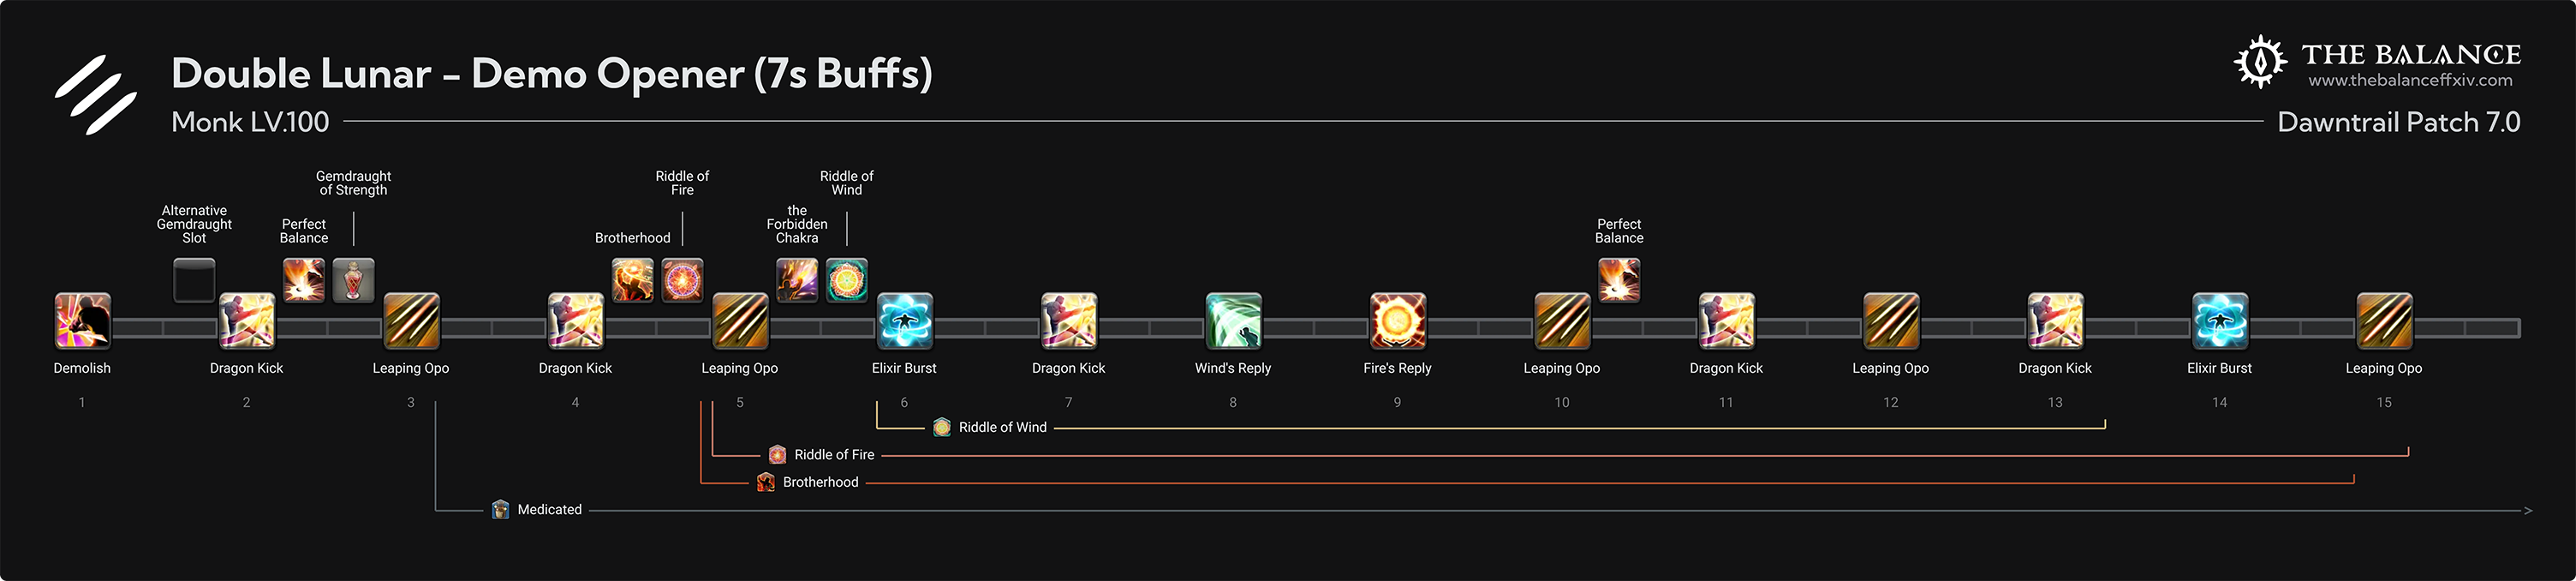 Double Lunar - Demo Opener (7s Buffs)
THE BALANCE
www.thebalanceffxiv.com
Monk LV.100
Dawntrail Patch 7.0
Alternative
Gemdraught
Slot
Perfect
Balance
Gemdraught
of Strength
Brotherhood
Riddle of
Fire
the
Forbidden
Chakra
Riddle of
Wind
Perfect
Balance
Demolish
Dragon Kick
Leaping Opo
Dragon Kick
Leaping Opo
Elixir Burst
Dragon Kick
Wind's Reply
Fire's Reply
Leaping Opo
Dragon Kick
Leaping Opo
Dragon Kick
Elixir Burst
Leaping Opo
1
2
3
4
5
6
7
8
9
10
11
12
13
14
15
Riddle of Wind
Riddle of Fire
Brotherhood
Medicated